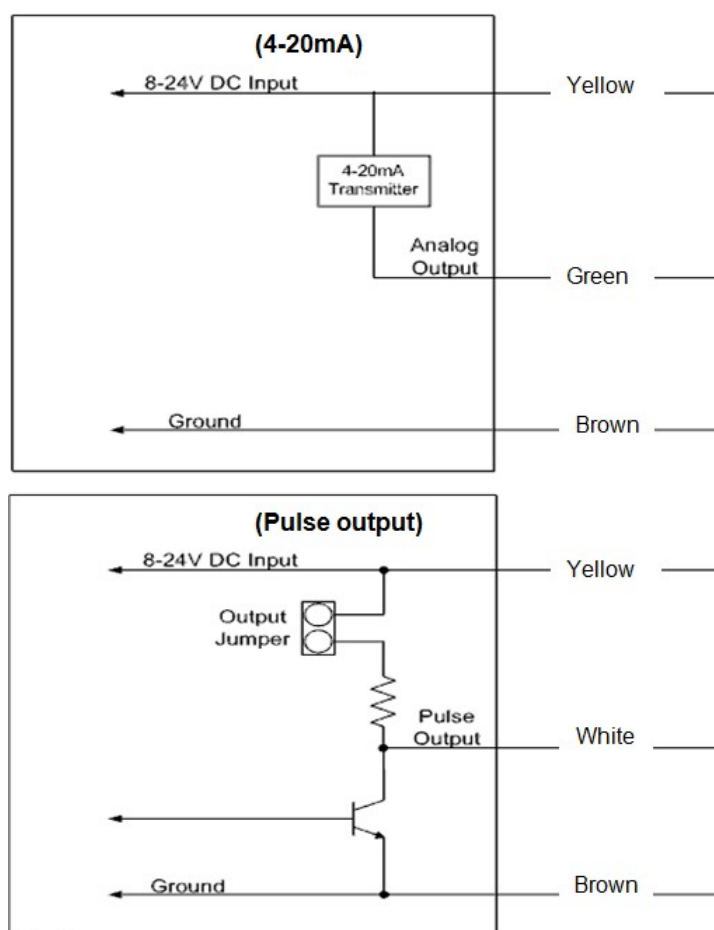 (4-20mA)
8-24V DC Input
Yellow
4-20mA
Transmitter
Analog
Output
Green
Ground
Brown
(Pulse output)
8-24V DC Input
Yellow
Output
Jumper
Pulse
Output
White
Ground
Brown